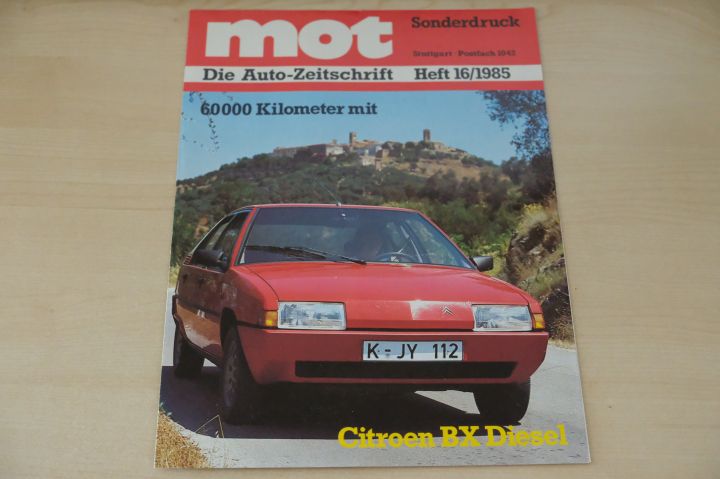 mot
Sonderdruck
Stuttgart · Postfach 1042
Die Auto-Zeitschrift Heft 16/1985
60000 Kilometer mit
K-JY 112
Citroen BX Diesel